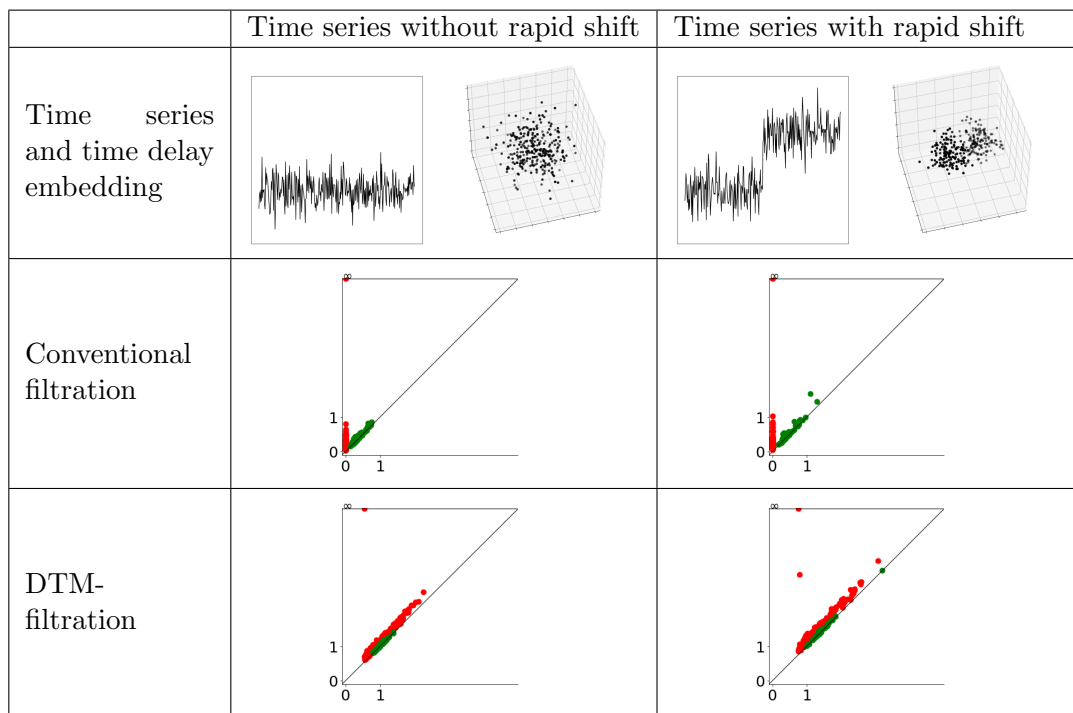 Time series without rapid shift
Time series with rapid shift
Time series
and time delay
embedding
Conventional
filtration
∞
1
0
0 1
∞
1
0
0 1
DTM-
filtration
∞
1
0
0 1
∞
1
0
0 1